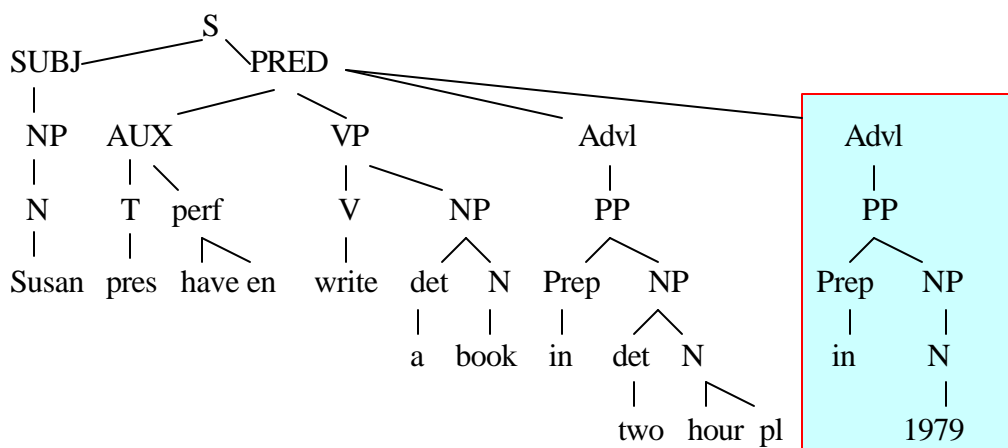 S
SUBJ PRED
NP AUX VP Advl Advl
N T perf V NP PP PP
Susan pres have en write det N Prep NP Prep NP
a book in det N in N
two hour pl 1979